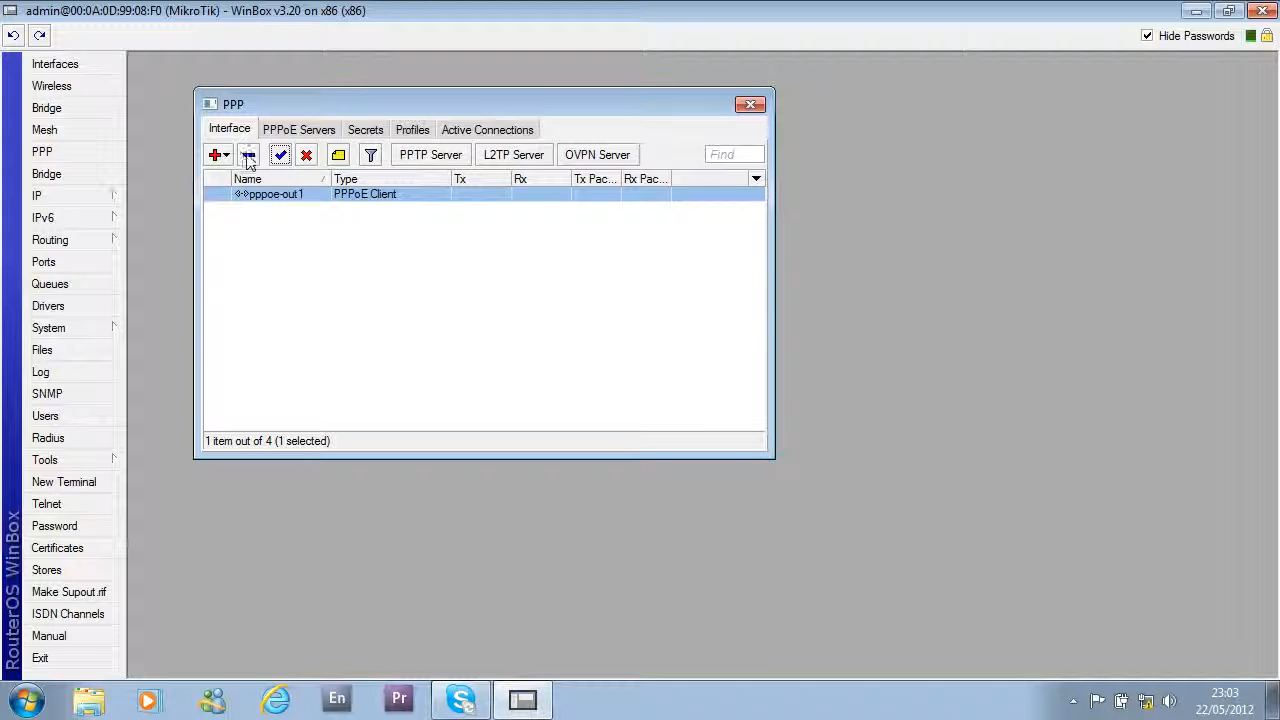 admin@00:0A:0D:99:08:F0 (MikroTik) - WinBox v3.20 on x86 (x86)
Hide Passwords
Interfaces
Wireless
Bridge
Mesh
PPP
Bridge
IP
IPv6
Routing
Ports
Queues
Drivers
System
Files
Log
SNMP
Users
Radius
Tools
New Terminal
Telnet
Password
Certificates
Stores
Make Supout.rif
ISDN Channels
Manual
Exit
RouterOS WinBox
PPP
Interface PPPoE Servers Secrets Profiles Active Connections
PPTP Server L2TP Server OVPN Server Find
Name Type Tx Rx Tx Pac... Rx Pac...
pppoe-out1 PPPoE Client
1 item out of 4 (1 selected)
En Pr
23:03
22/05/2012